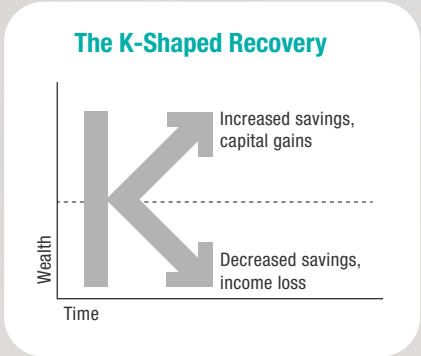 The K-Shaped Recovery
Increased savings,
capital gains
Decreased savings,
income loss
Wealth
Time